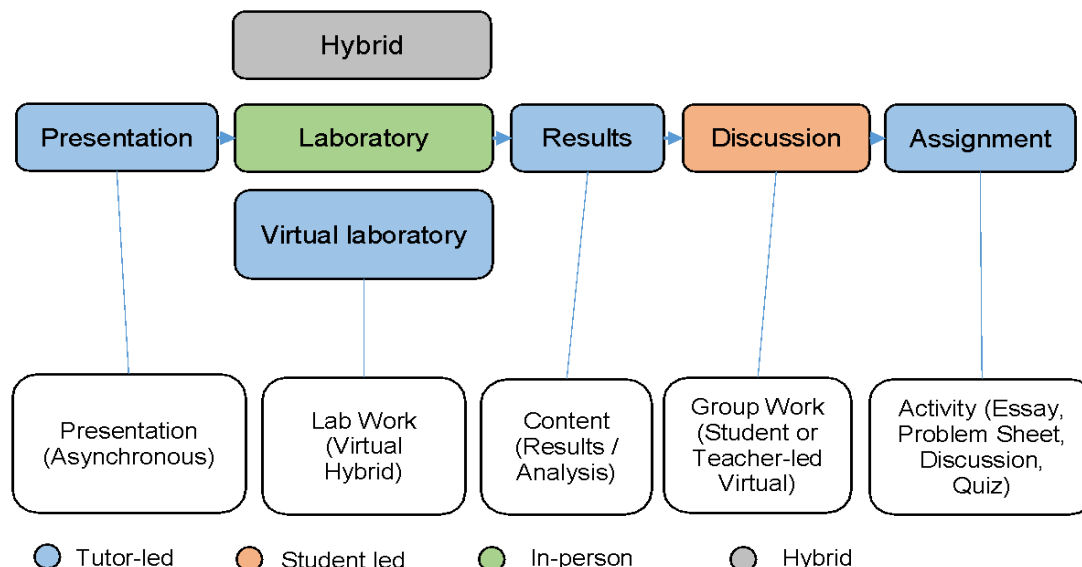 Hybrid
Presentation
Laboratory
Results
Discussion
Assignment
Virtual laboratory
Presentation
(Asynchronous)
Lab Work
(Virtual
Hybrid)
Content
(Results /
Analysis)
Group Work
(Student or
Teacher-led
Virtual)
Activity (Essay,
Problem Sheet,
Discussion,
Quiz)
Tutor-led
Student led
In-person
Hybrid